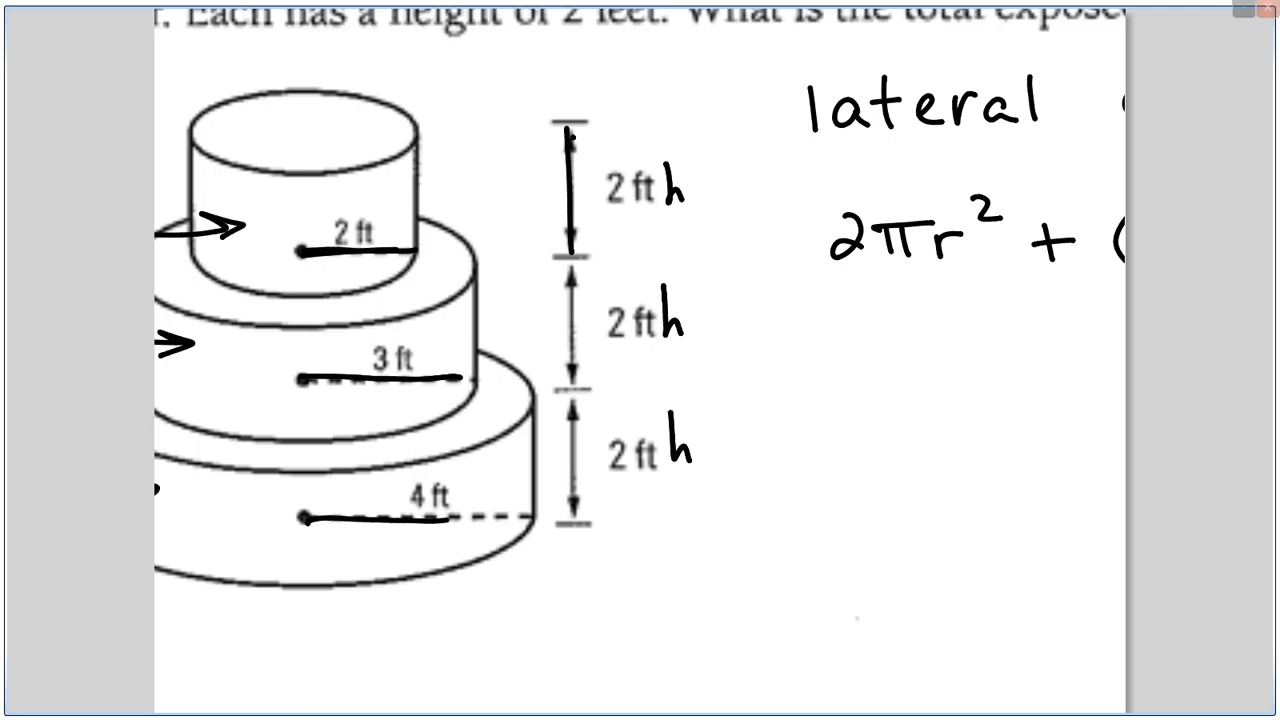 r. Each has a height of 2 feet. What is the total expose
lateral
2πr² + (
2 ft h
2 ft
2 ft h
3 ft
2 ft h
4 ft